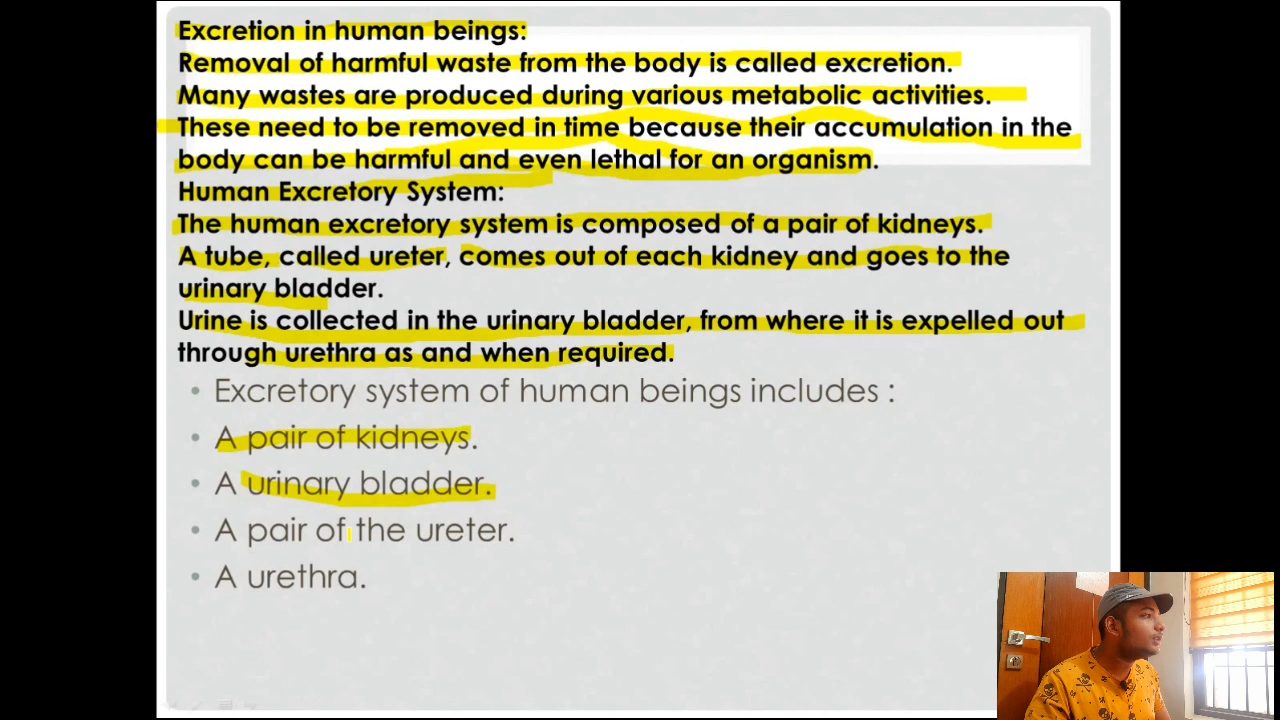 Excretion in human beings:
Removal of harmful waste from the body is called excretion.
Many wastes are produced during various metabolic activities.
These need to be removed in time because their accumulation in the
body can be harmful and even lethal for an organism.
Human Excretory System:
The human excretory system is composed of a pair of kidneys.
A tube, called ureter, comes out of each kidney and goes to the
urinary bladder.
Urine is collected in the urinary bladder, from where it is expelled out
through urethra as and when required.
• Excretory system of human beings includes :
• A pair of kidneys.
• A urinary bladder.
• A pair of the ureter.
• A urethra.